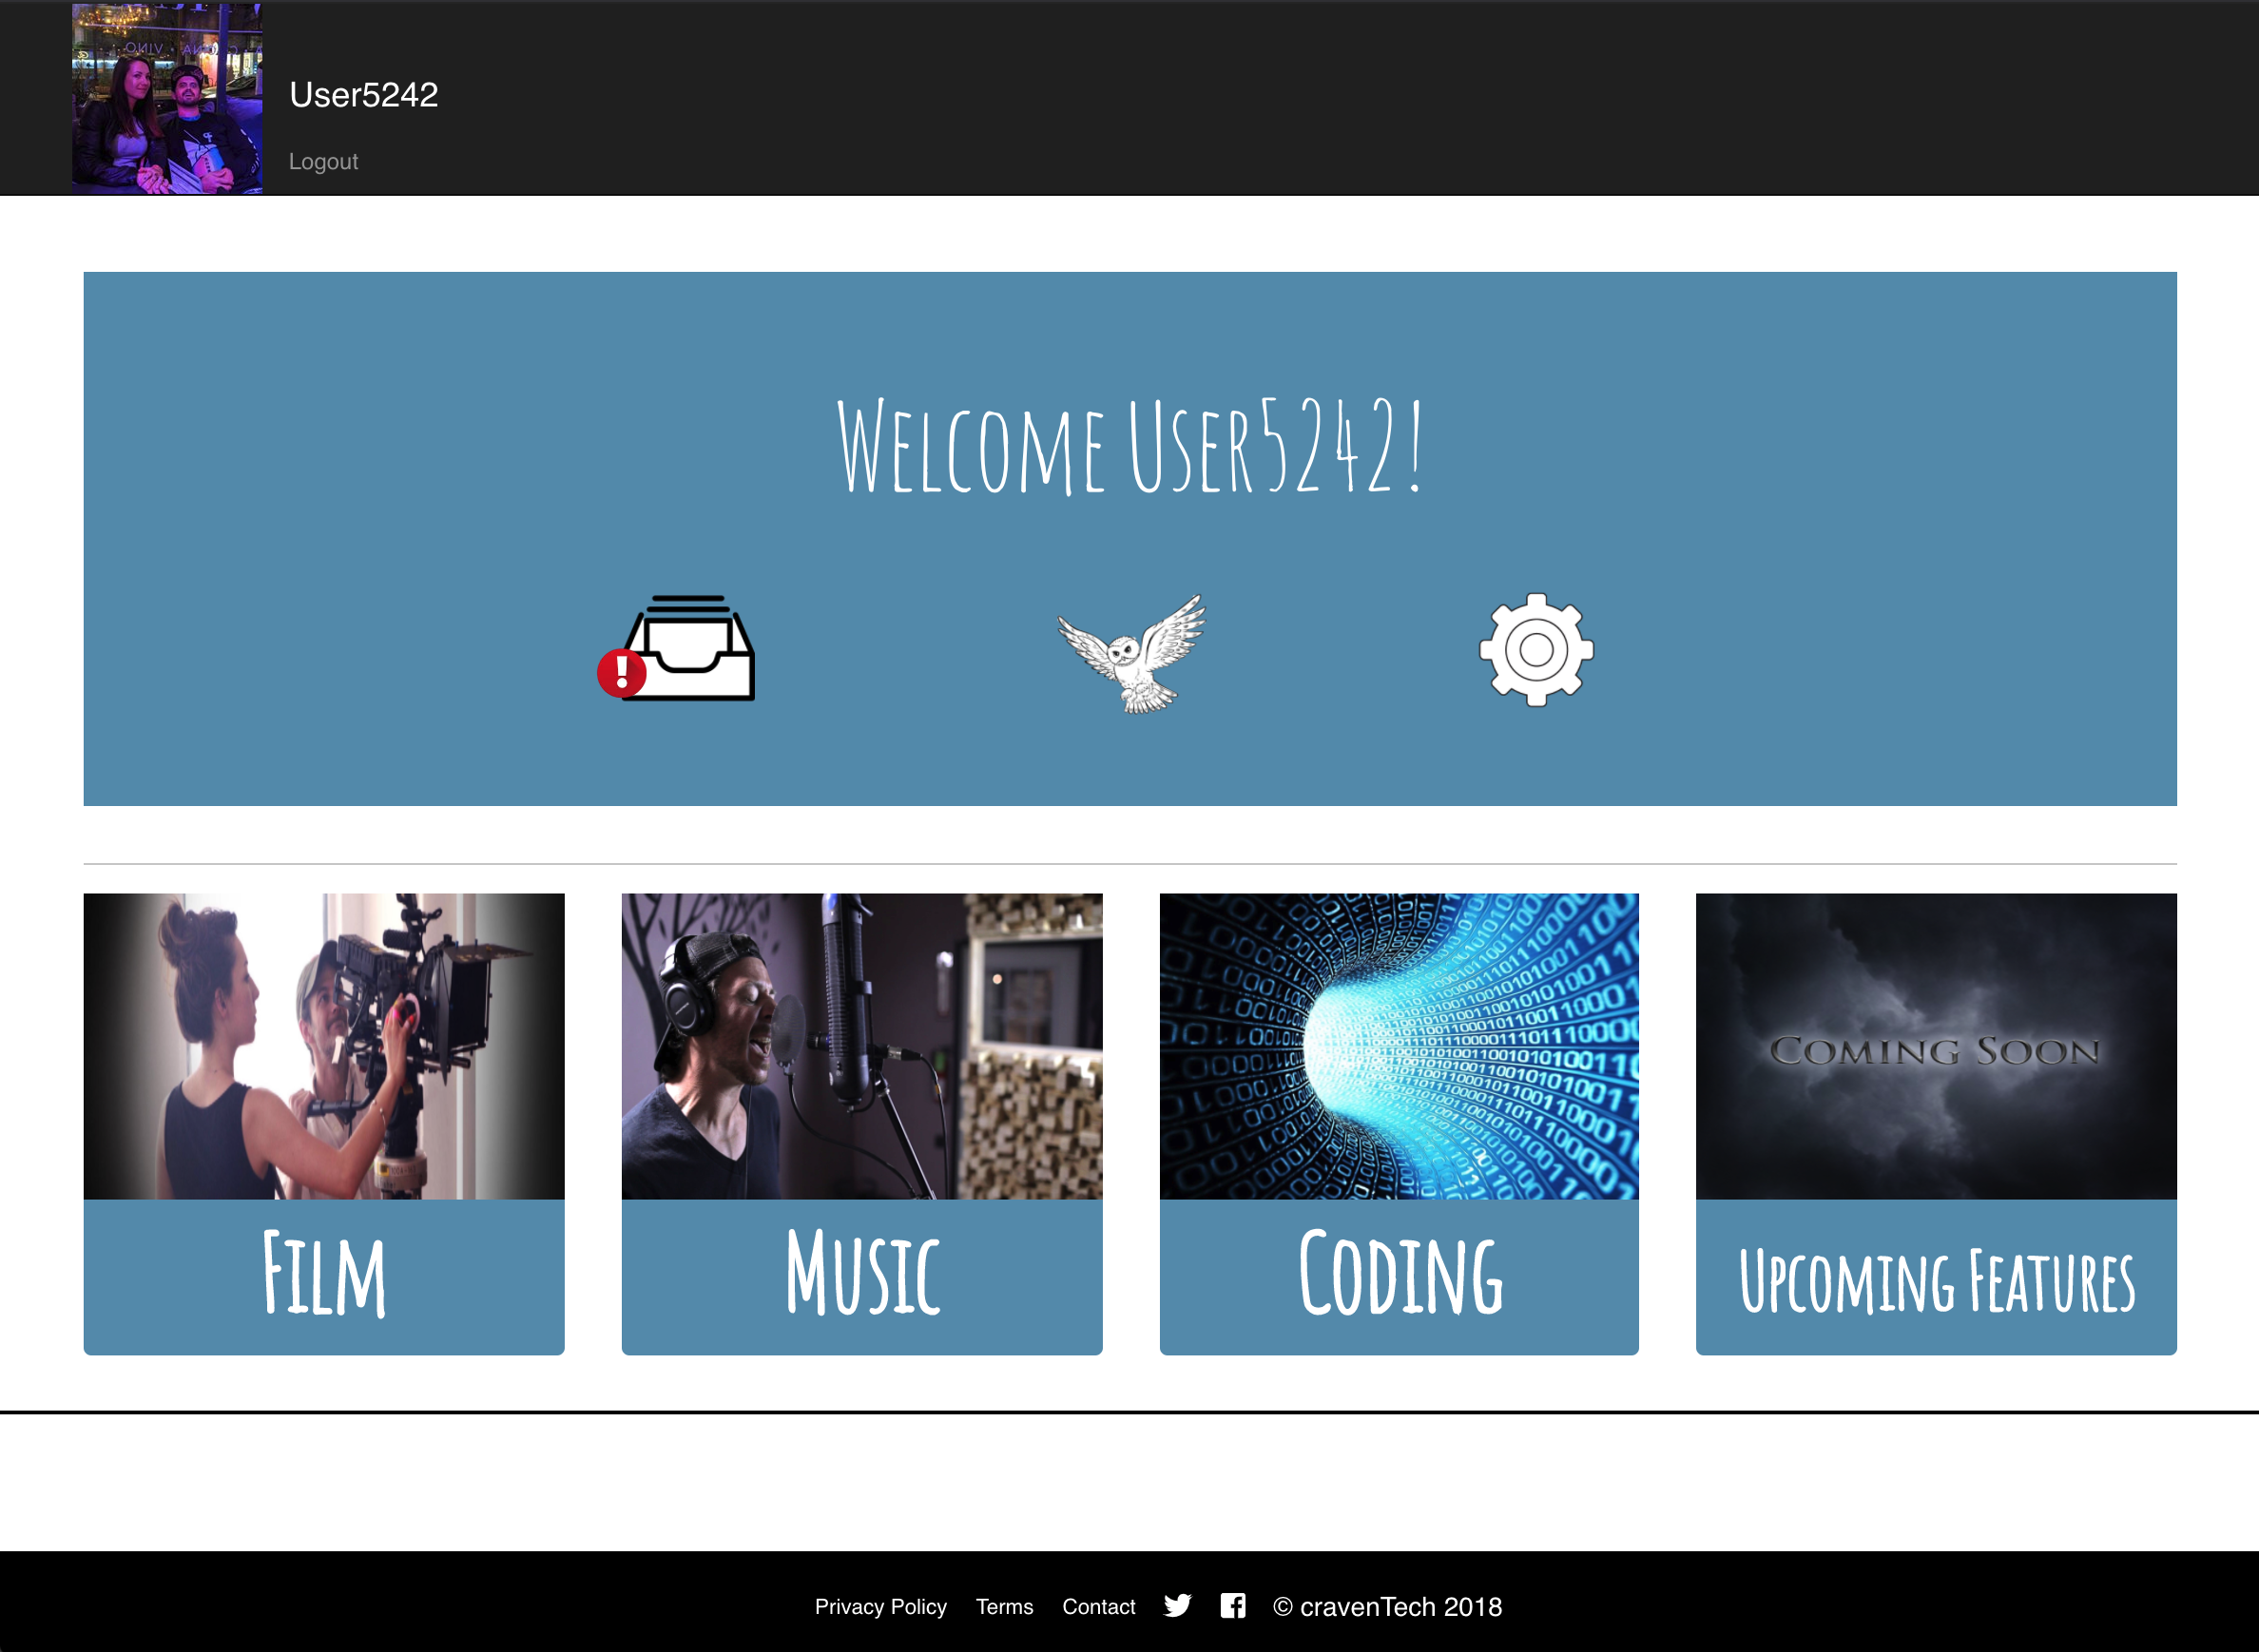 User5242
Logout
Welcome User5242!
COMING SOON
Film
Music
Coding
Upcoming Features
Privacy Policy Terms Contact © cravenTech 2018